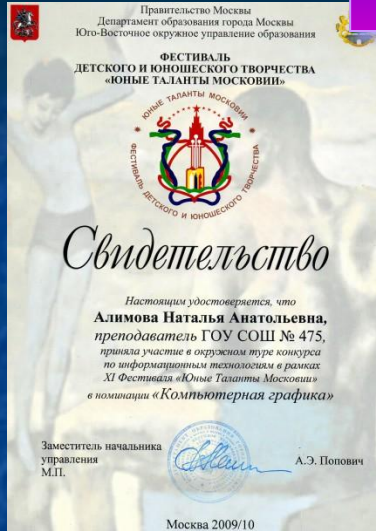 Правительство Москвы
Департамент образования города Москвы
Юго-Восточное окружное управление образования
ФЕСТИВАЛЬ
ДЕТСКОГО И ЮНОШЕСКОГО ТВОРЧЕСТВА
«ЮНЫЕ ТАЛАНТЫ МОСКОВИИ»
ЮНЫЕ ТАЛАНТЫ МОСКОВИИ
ФЕСТИВАЛЬ ДЕТСКОГО И ЮНОШЕСКОГО ТВОРЧЕСТВА
Свидетельство
Настоящим удостоверяется, что
Алимова Наталья Анатольевна,
преподаватель ГОУ СОШ № 475,
приняла участие в окружном туре конкурса
по информационным технологиям в рамках
XI Фестиваля «Юные Таланты Московии»
в номинации «Компьютерная графика»
Заместитель начальника
управления
М.П.
А.Э. Попович
Москва 2009/10